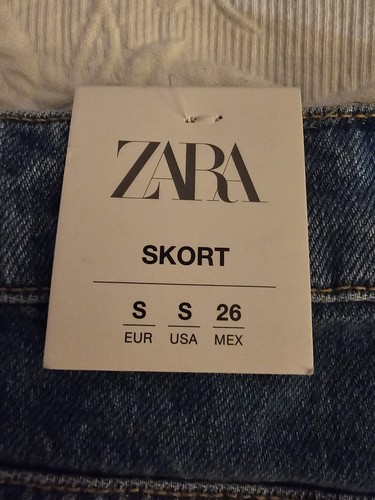 ZARA
SKORT
S S 26
EUR USA MEX